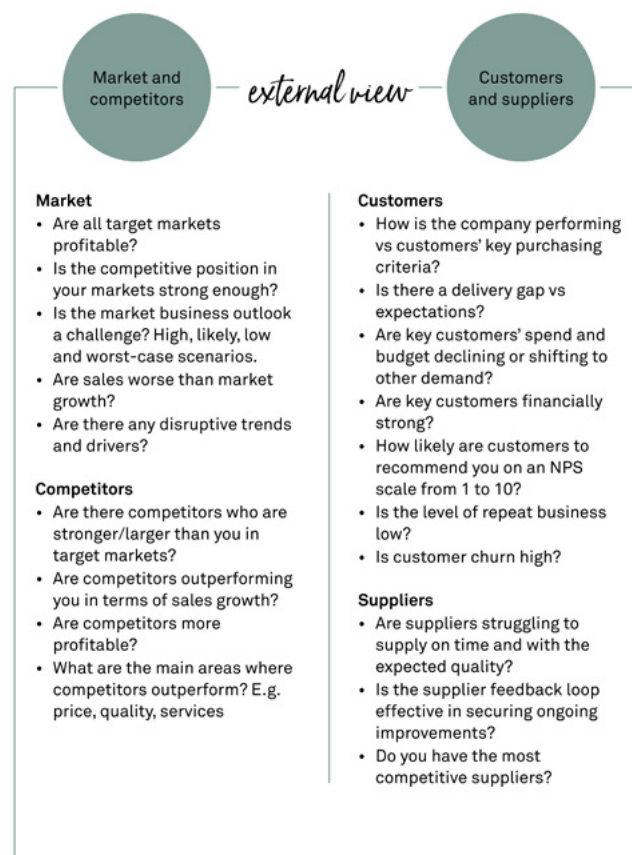 Market and
competitors
external view
Customers
and suppliers
Market
• Are all target markets
profitable?
• Is the competitive position in
your markets strong enough?
• Is the market business outlook
a challenge? High, likely, low
and worst-case scenarios.
• Are sales worse than market
growth?
• Are there any disruptive trends
and drivers?
Competitors
• Are there competitors who are
stronger/larger than you in
target markets?
• Are competitors outperforming
you in terms of sales growth?
• Are competitors more
profitable?
• What are the main areas where
competitors outperform? E.g.
price, quality, services
Customers
• How is the company performing
vs customers’ key purchasing
criteria?
• Is there a delivery gap vs
expectations?
• Are key customers’ spend and
budget declining or shifting to
other demand?
• Are key customers financially
strong?
• How likely are customers to
recommend you on an NPS
scale from 1 to 10?
• Is the level of repeat business
low?
• Is customer churn high?
Suppliers
• Are suppliers struggling to
supply on time and with the
expected quality?
• Is the supplier feedback loop
effective in securing ongoing
improvements?
• Do you have the most
competitive suppliers?